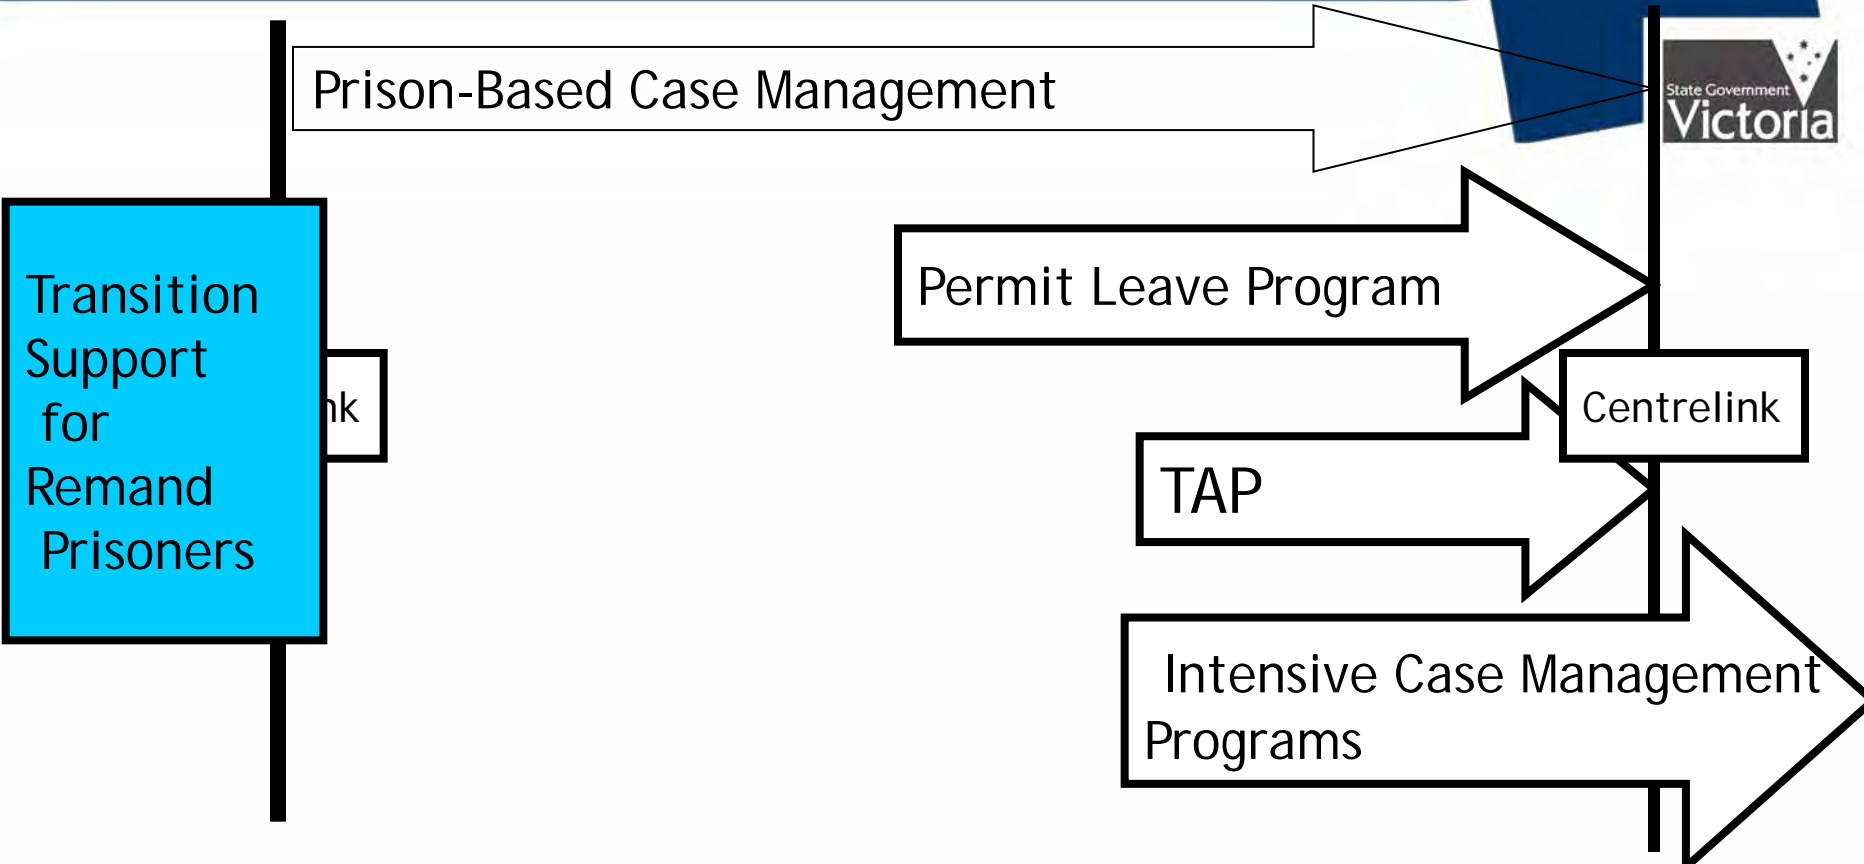 Prison-Based Case Management
State Government
Victoria
Permit Leave Program
Transition
Support
for
Remand
Prisoners
nk
Centrelink
TAP
Intensive Case Management
Programs